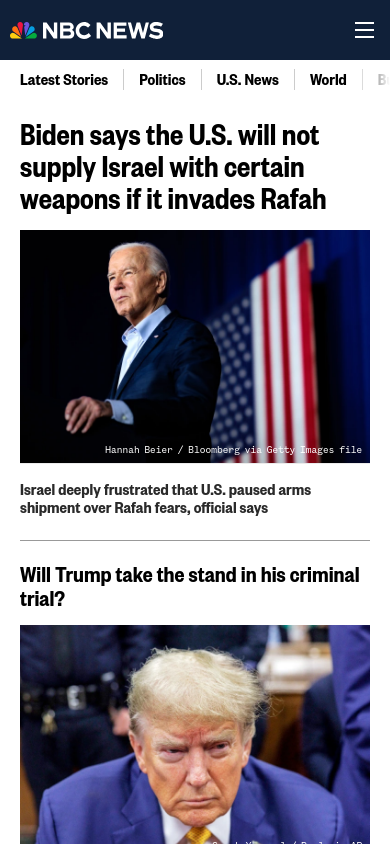 NBC NEWS
Latest Stories
Politics
U.S. News
World
Biden says the U.S. will not
supply Israel with certain
weapons if it invades Rafah
Hannah Beier / Bloomberg via Getty Images file
Israel deeply frustrated that U.S. paused arms
shipment over Rafah fears, official says
Will Trump take the stand in his criminal
trial?